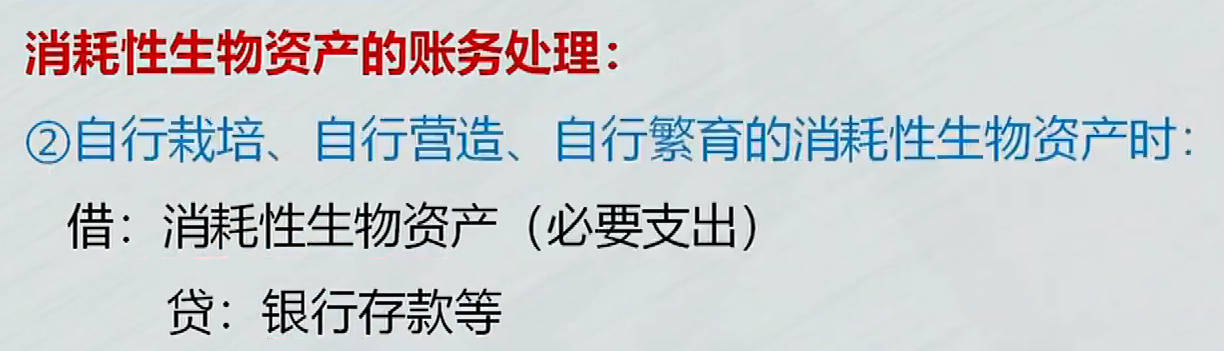 消耗性生物资产的账务处理：
②自行栽培、自行营造、自行繁育的消耗性生物资产时：
借：消耗性生物资产（必要支出）
贷：银行存款等